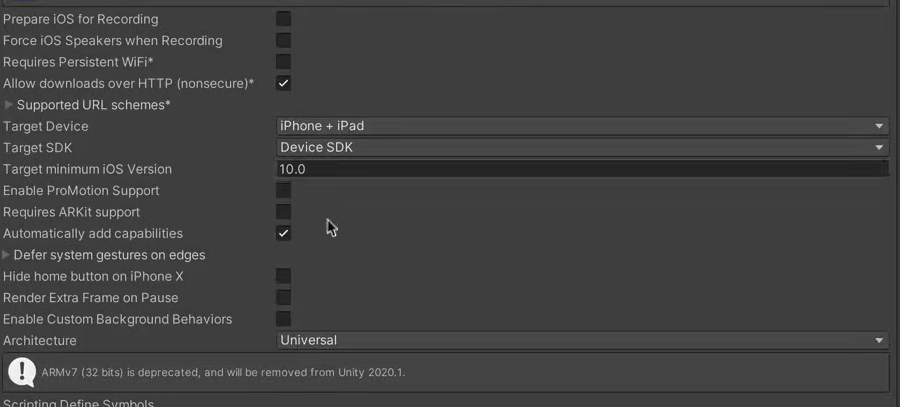 Prepare iOS for Recording
Force iOS Speakers when Recording
Requires Persistent WiFi*
Allow downloads over HTTP (nonsecure)*
Supported URL schemes*
Target Device iPhone + iPad
Target SDK Device SDK
Target minimum iOS Version 10.0
Enable ProMotion Support
Requires ARKit support
Automatically add capabilities
Defer system gestures on edges
Hide home button on iPhone X
Render Extra Frame on Pause
Enable Custom Background Behaviors
Architecture Universal
ARMv7 (32 bits) is deprecated, and will be removed from Unity 2020.1.
Scripting Define Symbols